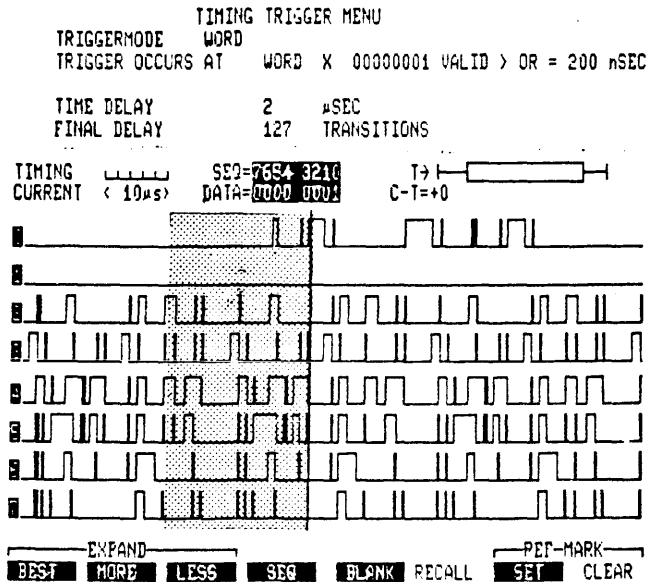 TIMING TRIGGER MENU
TRIGGERMODE WORD
TRIGGER OCCURS AT WORD X 00000001 VALID > OR = 200 nSEC
TIME DELAY 2 µSEC
FINAL DELAY 127 TRANSITIONS
TIMING SEQ=7654 3210 T→
CURRENT < 10µs> DATA=0000 000X C-T=+0
EXPAND REF-MARK
BEST MORE LESS SEQ BLANK RECALL SET CLEAR